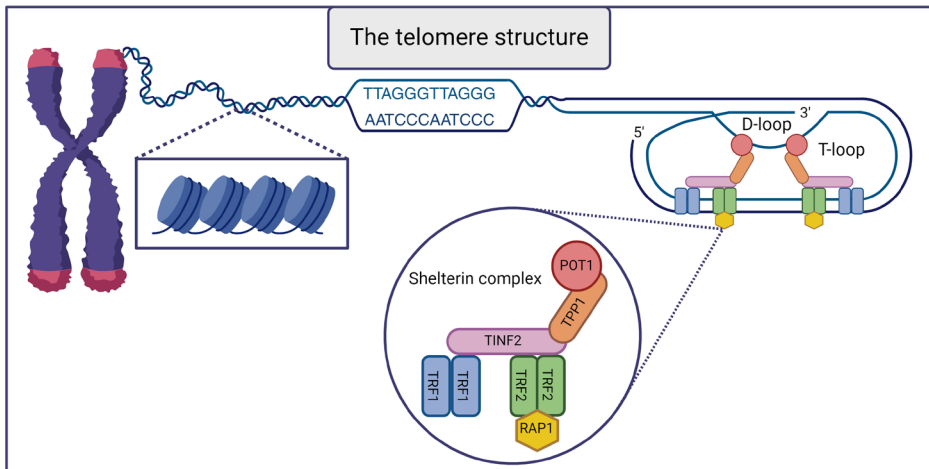 The telomere structure
TTAGGGTTAGGG
AATCCCAATCCC
5'
3'
D-loop
T-loop
Shelterin complex
POT1
TPP1
TINF2
TRF1
TRF1
TRF2
TRF2
RAP1